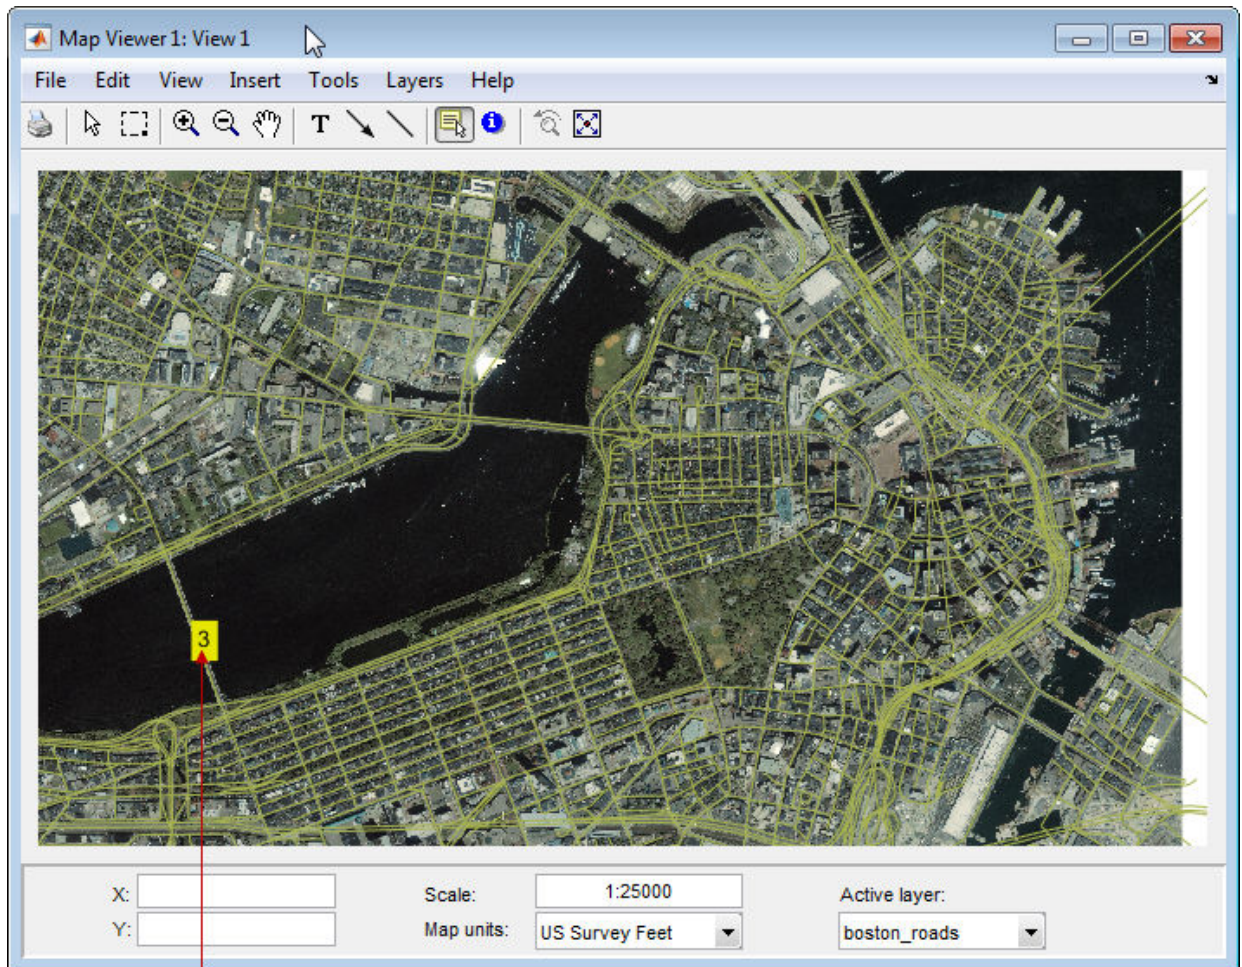 Map Viewer 1: View 1
File Edit View Insert Tools Layers Help
T
3
X: Scale: 1:25000 Active layer:
Y: Map units: US Survey Feet boston_roads